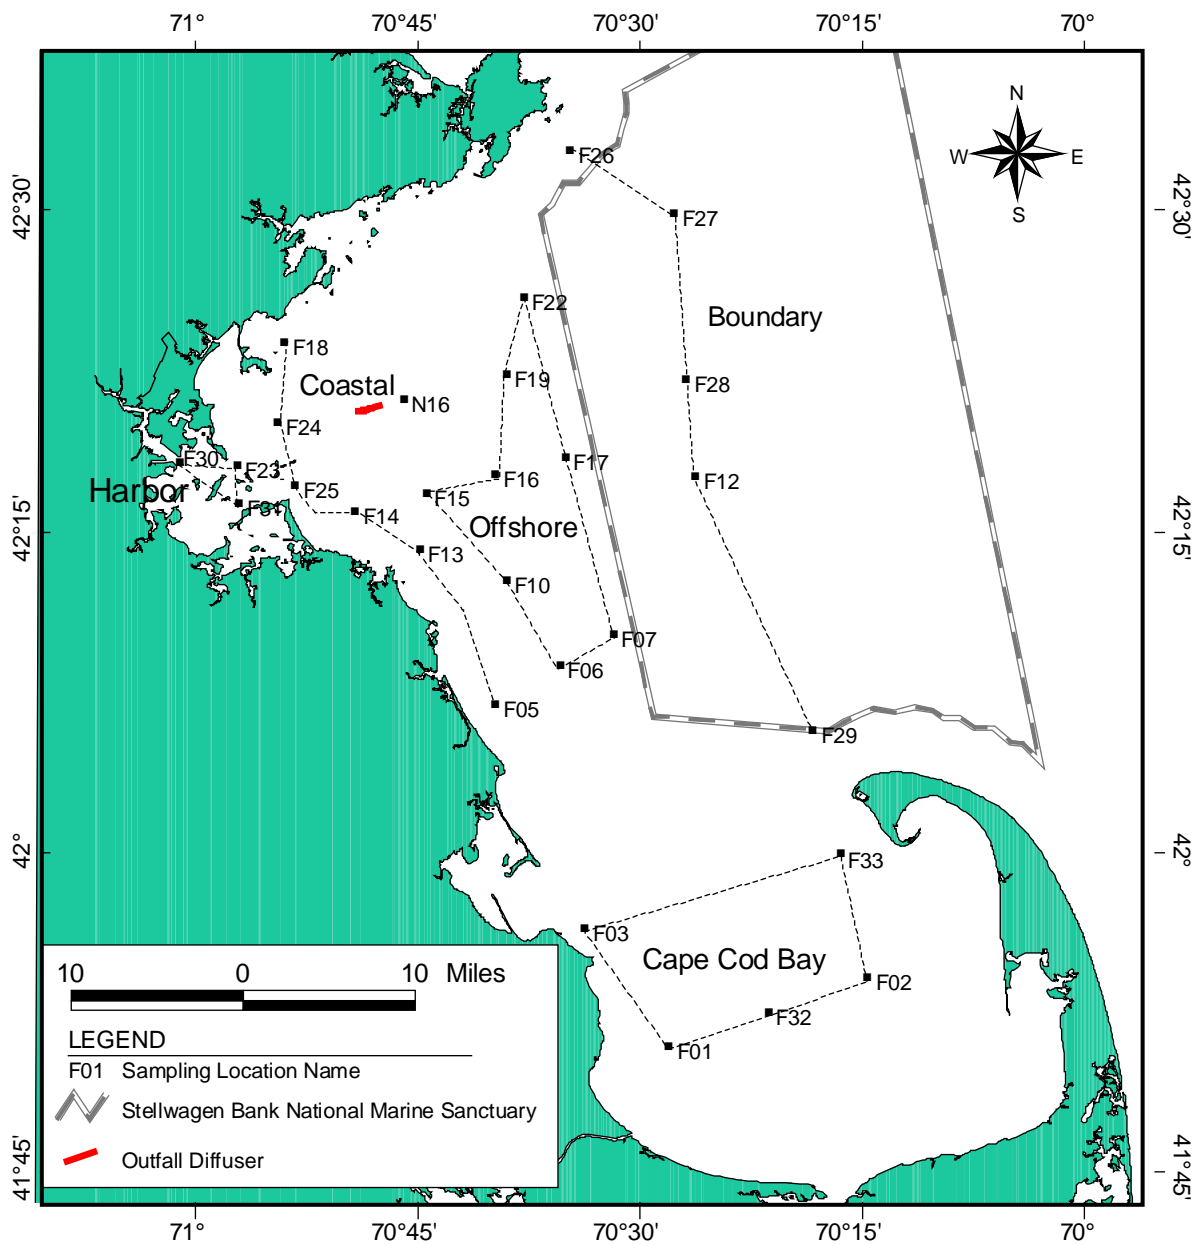 71°
70°45'
70°30'
70°15'
70°
N
W
E
S
F26
42°30'
42°30'
F27
F22
Boundary
F18
F19
Coastal
F28
N16
F24
F30
F23
F17
F16
F12
Harbor
F25
F15
F31
F14
Offshore
42°15'
42°15'
F13
F10
F07
F06
F05
F29
42°
42°
F33
F03
Cape Cod Bay
F02
F32
F01
10 0 10 Miles
LEGEND
F01 Sampling Location Name
Stellwagen Bank National Marine Sanctuary
Outfall Diffuser
41°45'
41°45'
71°
70°45'
70°30'
70°15'
70°